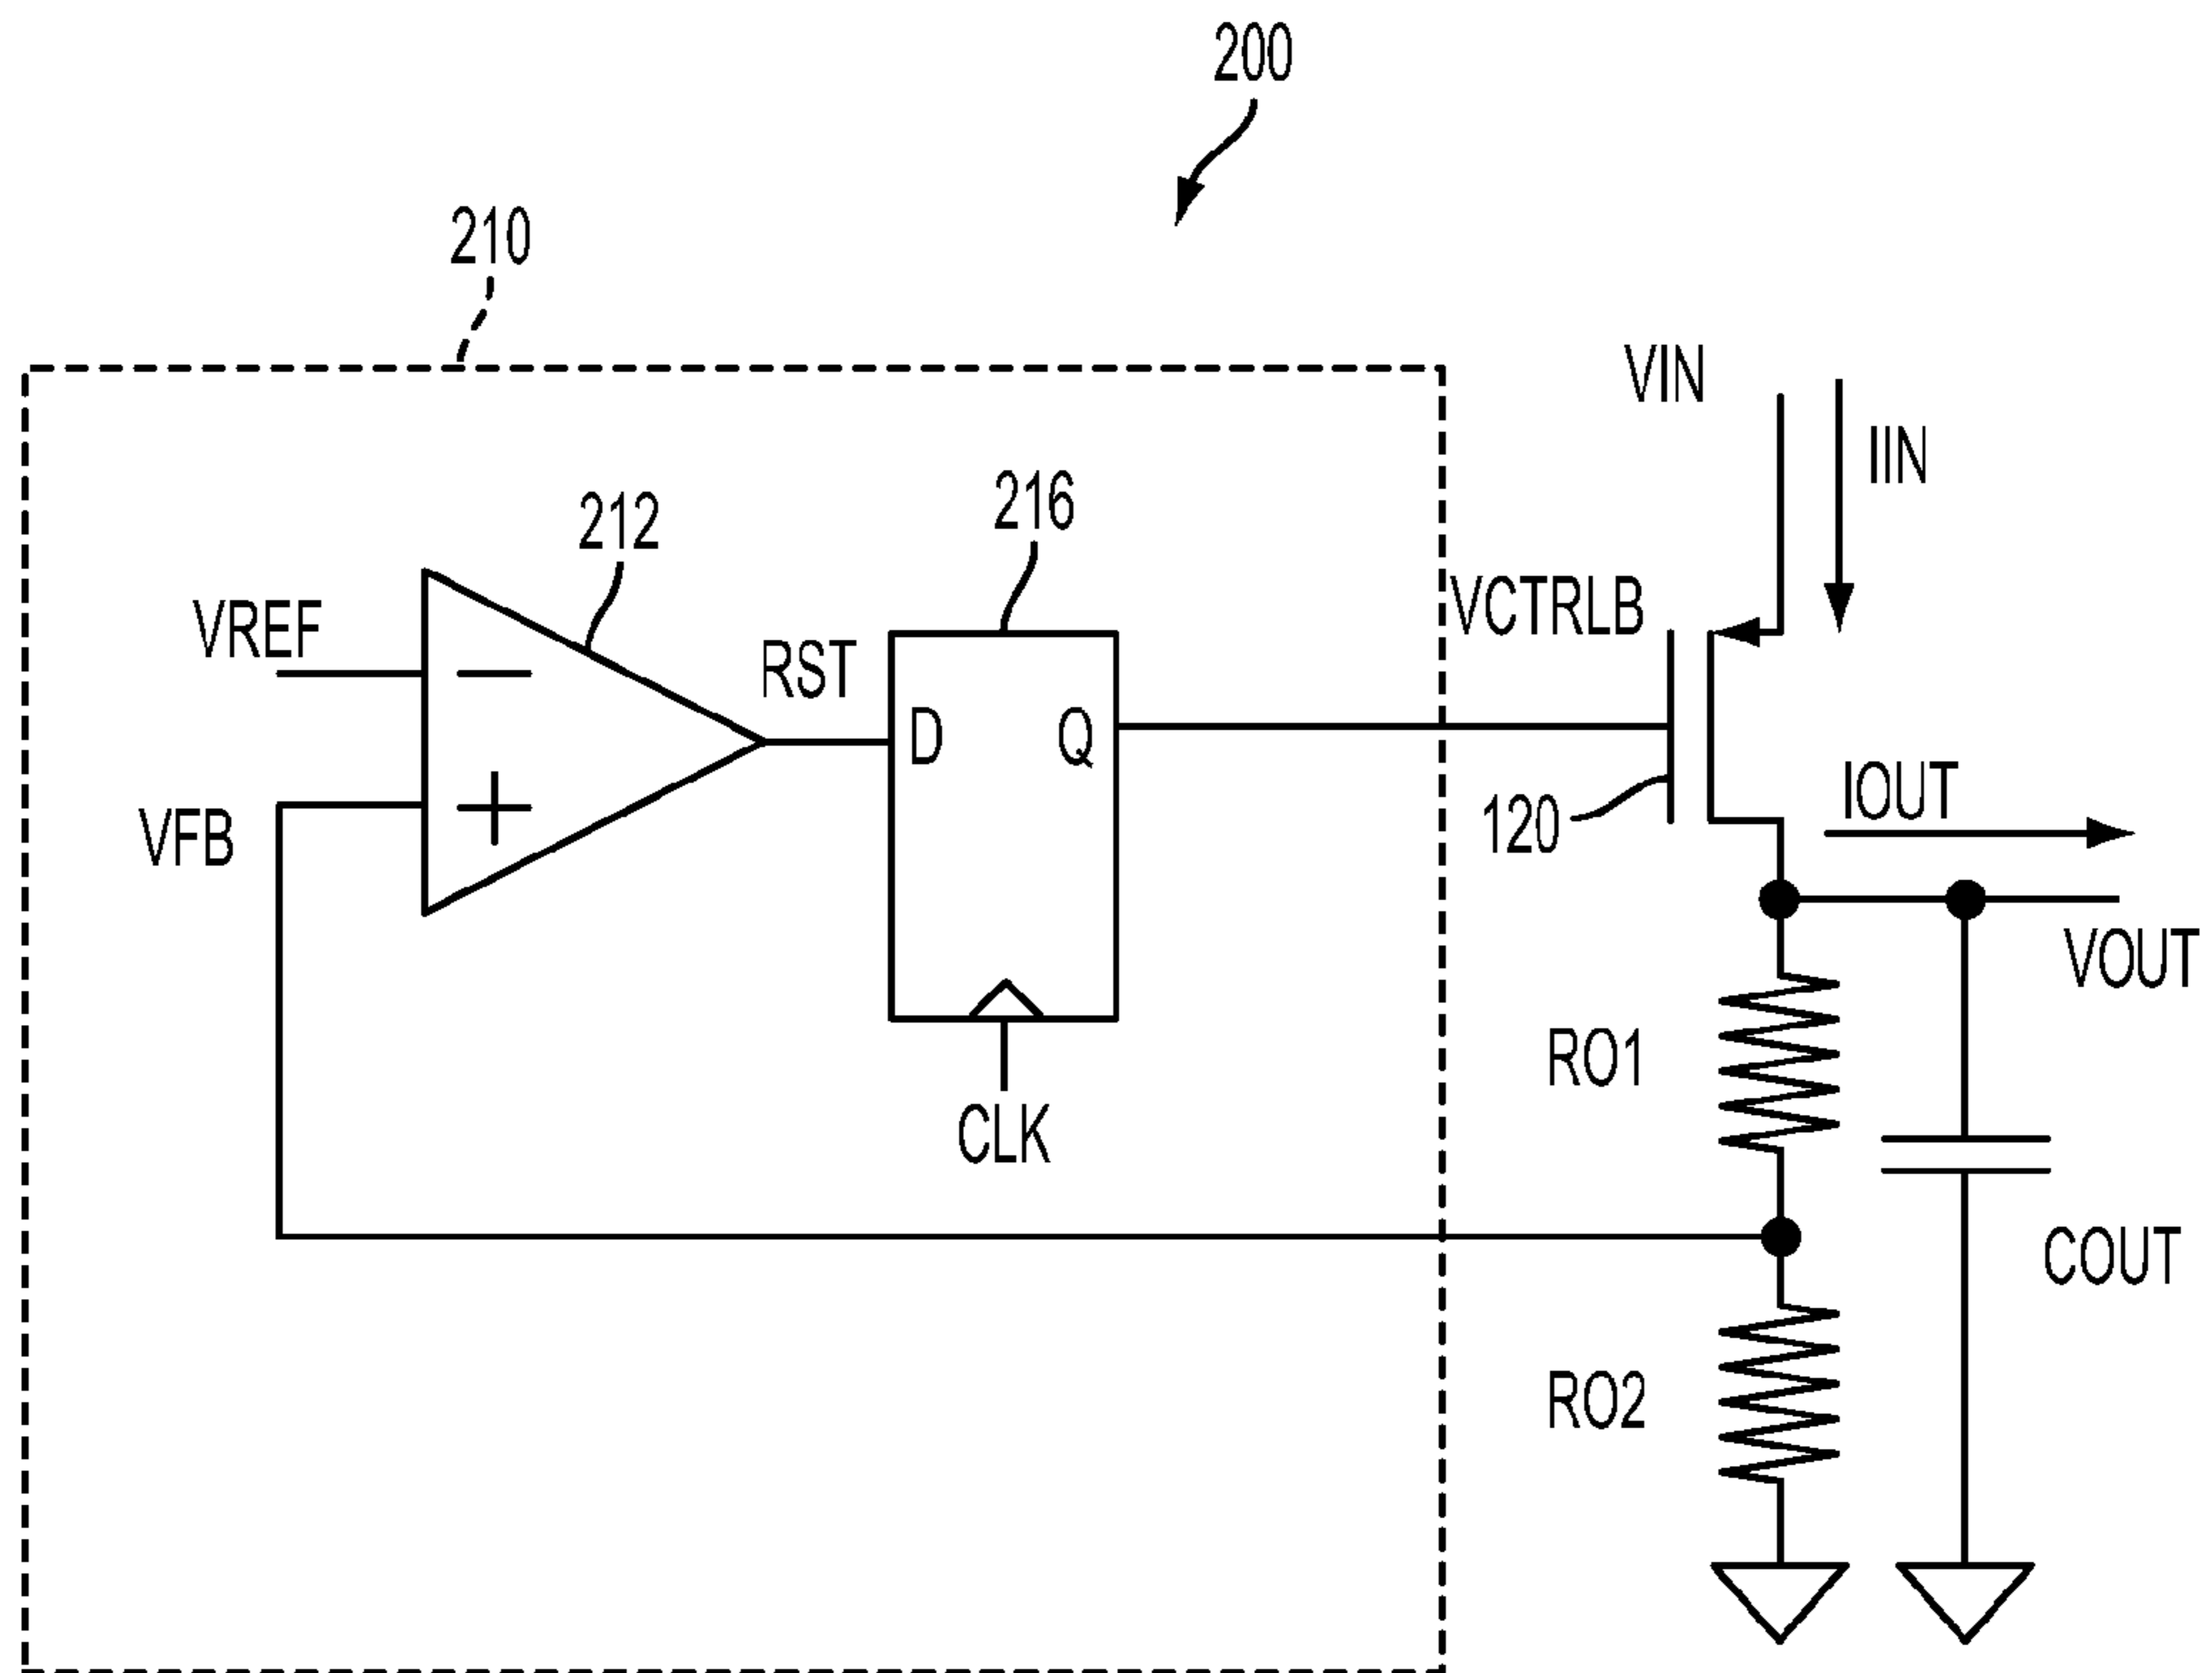 200
210
VIN
IIN
212
216
VREF
RST
VCTRLB
D
Q
VFB
120
IOUT
VOUT
RO1
CLK
COUT
RO2